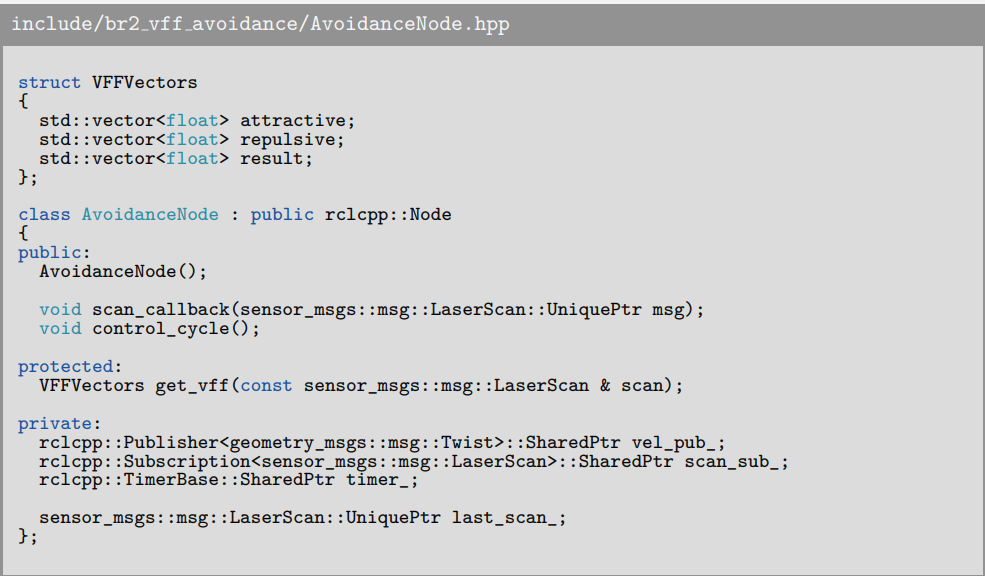 include/br2_vff_avoidance/AvoidanceNode.hpp
struct VFFVectors
{
  std::vector<float> attractive;
  std::vector<float> repulsive;
  std::vector<float> result;
};
class AvoidanceNode : public rclcpp::Node
{
public:
  AvoidanceNode();
  void scan_callback(sensor_msgs::msg::LaserScan::UniquePtr msg);
  void control_cycle();
protected:
  VFFVectors get_vff(const sensor_msgs::msg::LaserScan & scan);
private:
  rclcpp::Publisher<geometry_msgs::msg::Twist>::SharedPtr vel_pub_;
  rclcpp::Subscription<sensor_msgs::msg::LaserScan>::SharedPtr scan_sub_;
  rclcpp::TimerBase::SharedPtr timer_;
  sensor_msgs::msg::LaserScan::UniquePtr last_scan_;
};